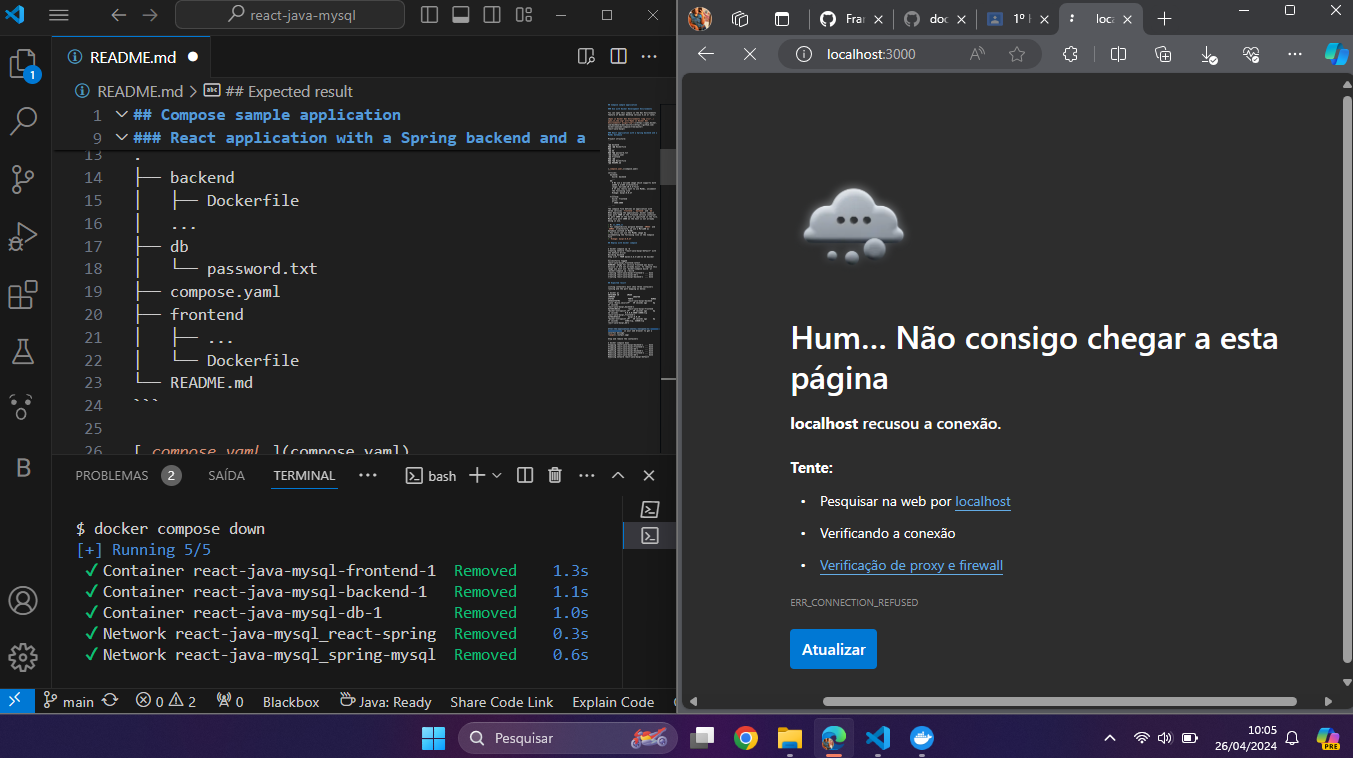 react-java-mysql
README.md
README.md > ## Expected result
1 ## Compose sample application
9 ### React application with a Spring backend and a
13 .
14 ├── backend
15 │   ├── Dockerfile
16 │   ...
17 ├── db
18 │   └── password.txt
19 ├── compose.yaml
20 ├── frontend
21 │   ├── ...
22 │   └── Dockerfile
23 └── README.md
24 ```
25
26 [_compose.yaml_](compose.yaml)
1
B
PROBLEMAS 2 SAÍDA TERMINAL ... bash
$ docker compose down
[+] Running 5/5
✓ Container react-java-mysql-frontend-1 Removed 1.3s
✓ Container react-java-mysql-backend-1 Removed 1.1s
✓ Container react-java-mysql-db-1 Removed 1.0s
✓ Network react-java-mysql_react-spring Removed 0.3s
✓ Network react-java-mysql_spring-mysql Removed 0.6s
main 0 2 0 Blackbox Java: Ready Share Code Link Explain Code
Fra doc 1º loca
localhost:3000
Hum... Não consigo chegar a esta
página
localhost recusou a conexão.
Tente:
• Pesquisar na web por localhost
• Verificando a conexão
• Verificação de proxy e firewall
ERR_CONNECTION_REFUSED
Atualizar
Pesquisar
10:05
26/04/2024
PRE